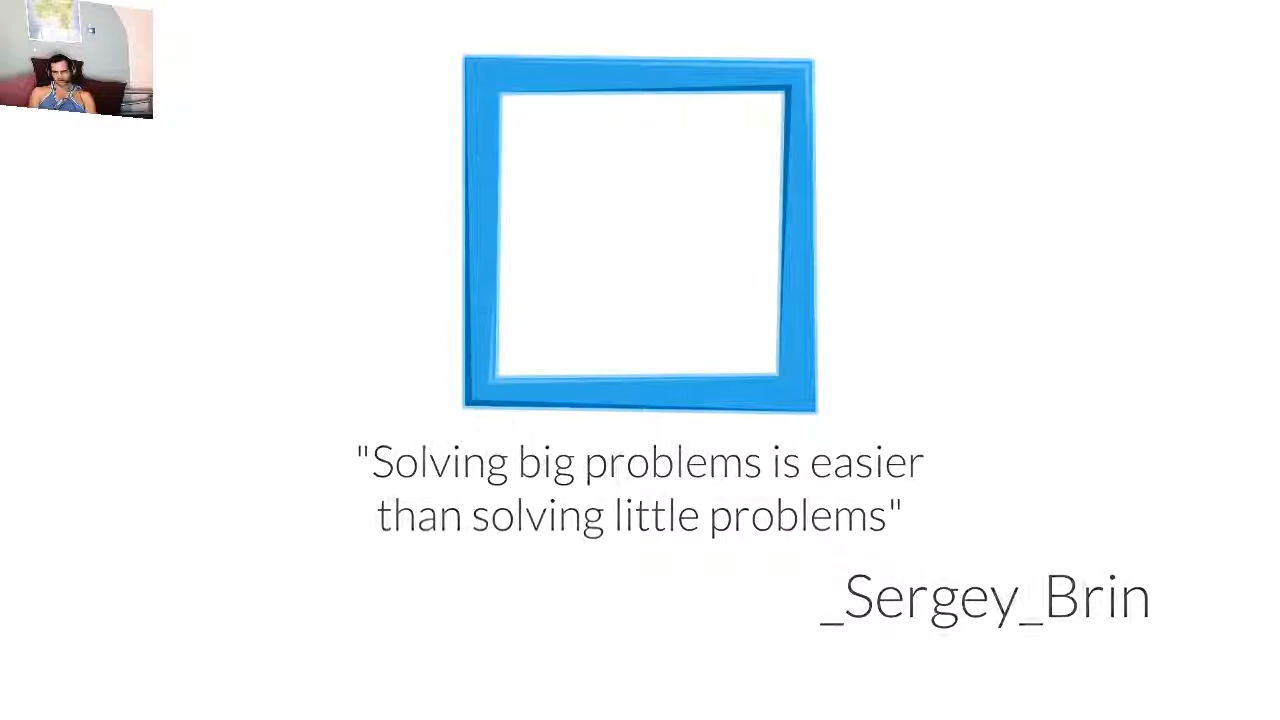 "Solving big problems is easier
than solving little problems"
_Sergey_Brin